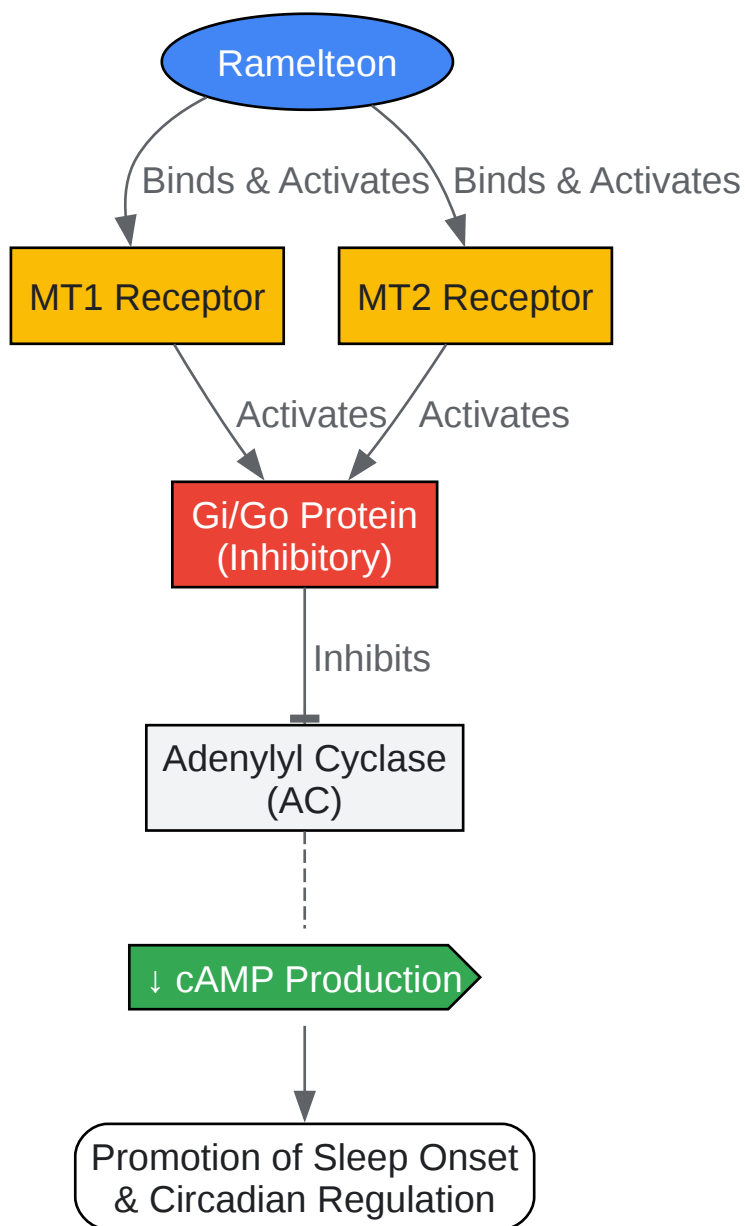 Ramelteon
Binds & Activates
Binds & Activates
MT1 Receptor
MT2 Receptor
Activates
Activates
Gi/Go Protein
(Inhibitory)
Inhibits
Adenylyl Cyclase
(AC)
↓ cAMP Production
Promotion of Sleep Onset
& Circadian Regulation